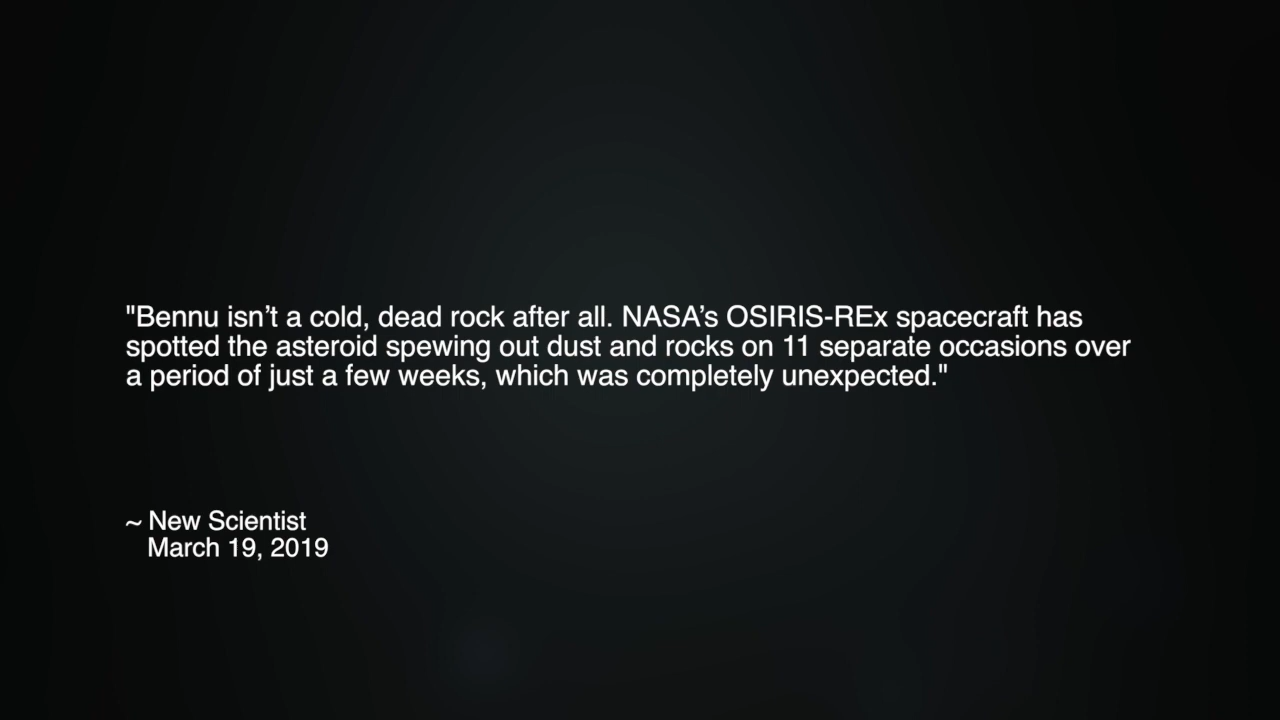 "Bennu isn’t a cold, dead rock after all. NASA’s OSIRIS-REx spacecraft has
spotted the asteroid spewing out dust and rocks on 11 separate occasions over
a period of just a few weeks, which was completely unexpected."
~ New Scientist
March 19, 2019